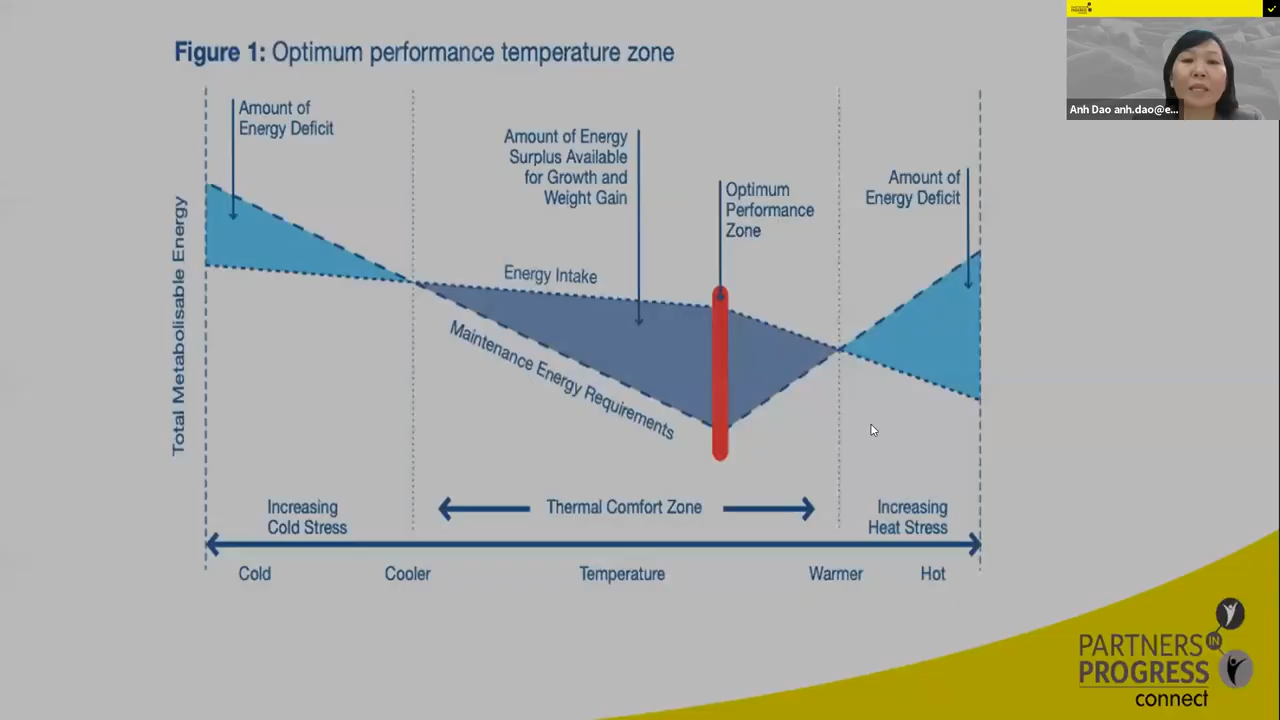 Figure 1: Optimum performance temperature zone
PARTNERS IN
PROGRESS
Anh Dao anh.dao@e...
Amount of
Energy Deficit
Amount of Energy
Surplus Available
for Growth and
Weight Gain
Optimum
Performance
Zone
Amount of
Energy Deficit
Total Metabolisable Energy
Energy Intake
Maintenance Energy Requirements
Increasing
Cold Stress
Thermal Comfort Zone
Increasing
Heat Stress
Cold
Cooler
Temperature
Warmer
Hot
PARTNERS IN
PROGRESS
connect